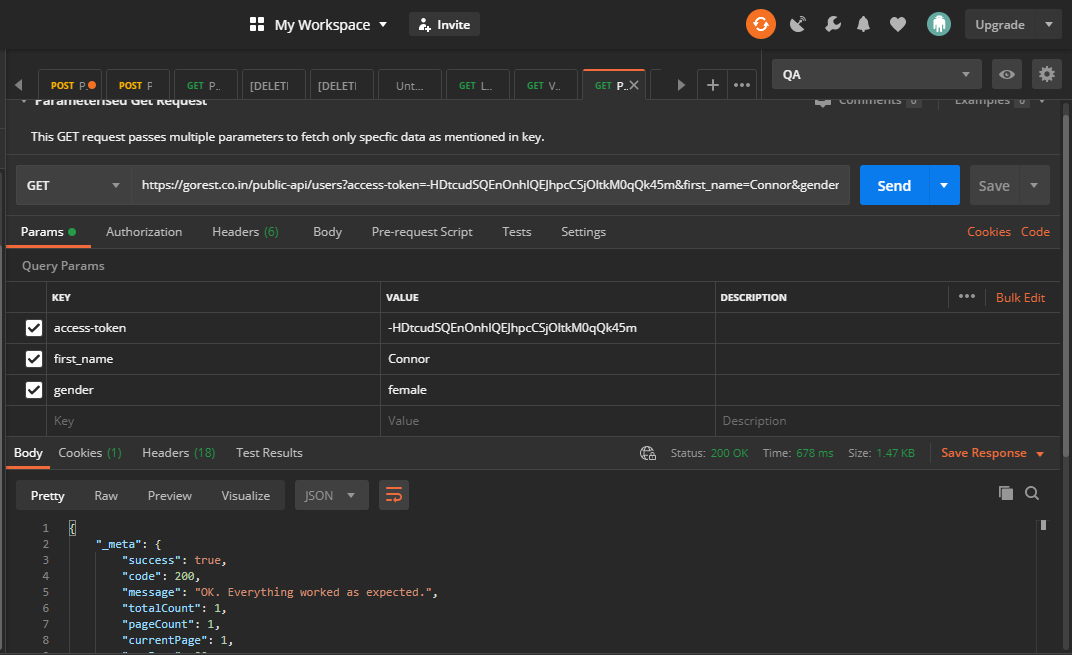 My Workspace Invite Upgrade
POST P. POST F GET P.. [DELETI [DELETI Unt... GET L.. GET V.. GET P.. QA
Parameterised Get Request Comments 0 Examples 0
This GET request passes multiple parameters to fetch only specfic data as mentioned in key.
GET https://gorest.co.in/public-api/users?access-token=-HDtcudSQEnOnhlQEJhpcCSjOltkM0qQk45m&first_name=Connor&gender Send Save
Params Authorization Headers (6) Body Pre-request Script Tests Settings Cookies Code
Query Params
KEY VALUE DESCRIPTION Bulk Edit
access-token -HDtcudSQEnOnhlQEJhpcCSjOltkM0qQk45m
first_name Connor
gender female
Key Value Description
Body Cookies (1) Headers (18) Test Results Status: 200 OK Time: 678 ms Size: 1.47 KB Save Response
Pretty Raw Preview Visualize JSON
1 {
2 "_meta": {
3 "success": true,
4 "code": 200,
5 "message": "OK. Everything worked as expected.",
6 "totalCount": 1,
7 "pageCount": 1,
8 "currentPage": 1,